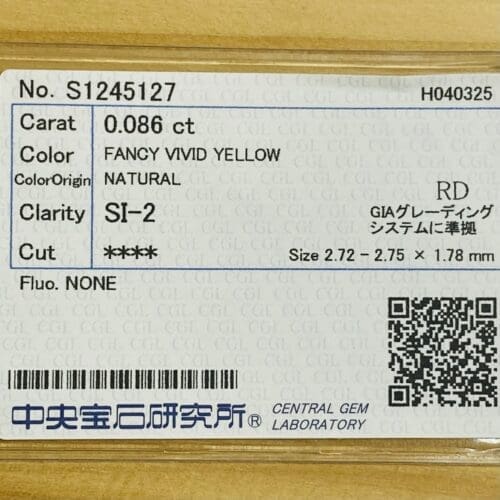 No. S1245127 H040325
Carat 0.086 ct
Color FANCY VIVID YELLOW
ColorOrigin NATURAL
Clarity SI-2
RD
GIAグレーディング
システムに準拠
Cut ****
Size 2.72 - 2.75 × 1.78 mm
Fluo. NONE
中央宝石研究所® CENTRAL GEM
LABORATORY